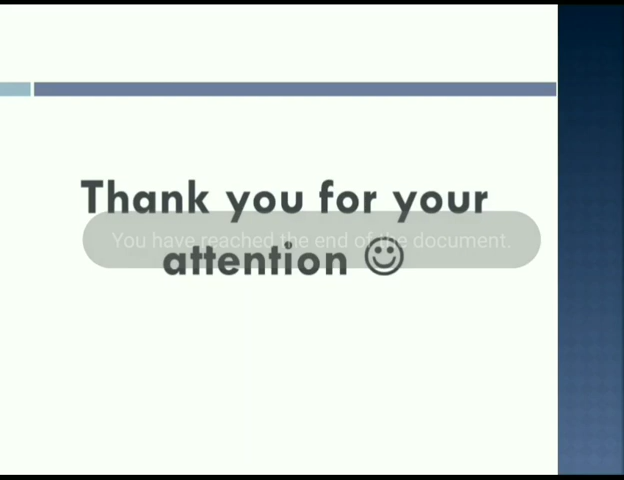 Thank you for your
You have reached the end of the document.
attention ☺